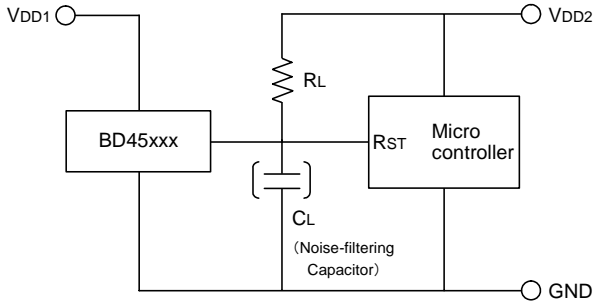 VDD1
VDD2
RL
BD45xxx
RST
Micro
controller
CL
（Noise-filtering
Capacitor）
GND